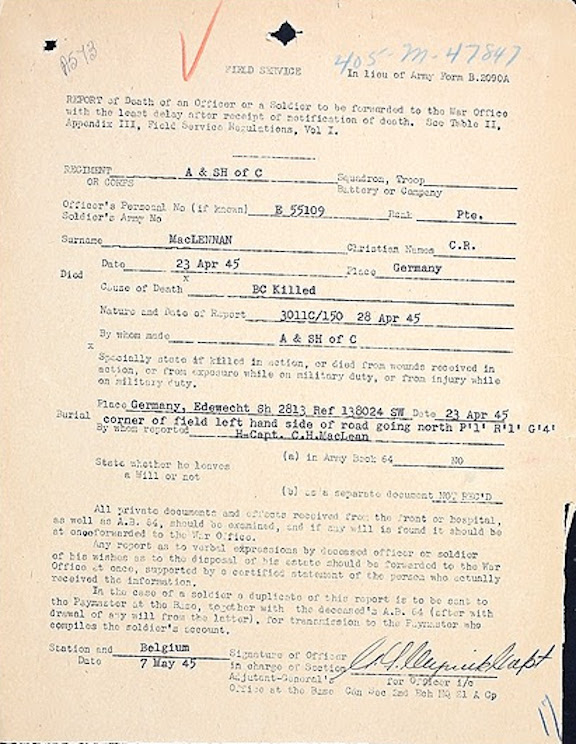 A573
405-M-47847
FIELD SERVICE
In lieu of Army Form B.2090A
REPORT of Death of an Officer or a Soldier to be forwarded to the War Office
with the least delay after receipt of notification of death. See Table II,
Appendix III, Field Service Regulations, Vol I.
REGIMENT A & SH of C Squadron, Troop
OR CORPS Battery or Company
Officer's Personal No (if known) E 55109 Rank Pte.
Soldier's Army No
Surname MacLENNAN Christian Names C.R.
Died Date 23 Apr 45 Place Germany
x
Cause of Death BC Killed
Nature and Date of Report 3011C/150 28 Apr 45
By whom made A & SH of C
x
Specially state if killed in action, or died from wounds received in
action, or from exposure while on military duty, or from injury while
on military duty.
Burial Place Germany, Edewecht Sh 2813 Ref 138024 SW Date 23 Apr 45
corner of field left hand side of road going north P'1' R'1' G'4'
By whom reported H-Capt. C.H.MacLean
State whether he leaves (a) in Army Book 64 NO
a Will or not
(b) as a separate document NOT REC'D
All private documents and effects received from the front or hospital,
as well as A.B. 64, should be examined, and if any will is found it should be
at onceforwarded to the War Office.
Any report as to verbal expressions by deceased officer or soldier
of his wishes as to the disposal of his estate should be forwarded to the War
Office at once, supported by a certified statement of the person who actually
received the information.
In the case of a soldier a duplicate of this report is to be sent to
the Paymaster at the Base, together with the deceased's A.B. 64 (after with
drawal of any will from the latter), for transmission to the Paymaster who
compiles the soldier's account.
Station and Belgium Signature of Officer
Date 7 May 45 in charge of Section Capt
Adjutant-General's for Officer i/c
Office at the Base Cdn Sec 2nd Ech HQ 21 A Gp
17